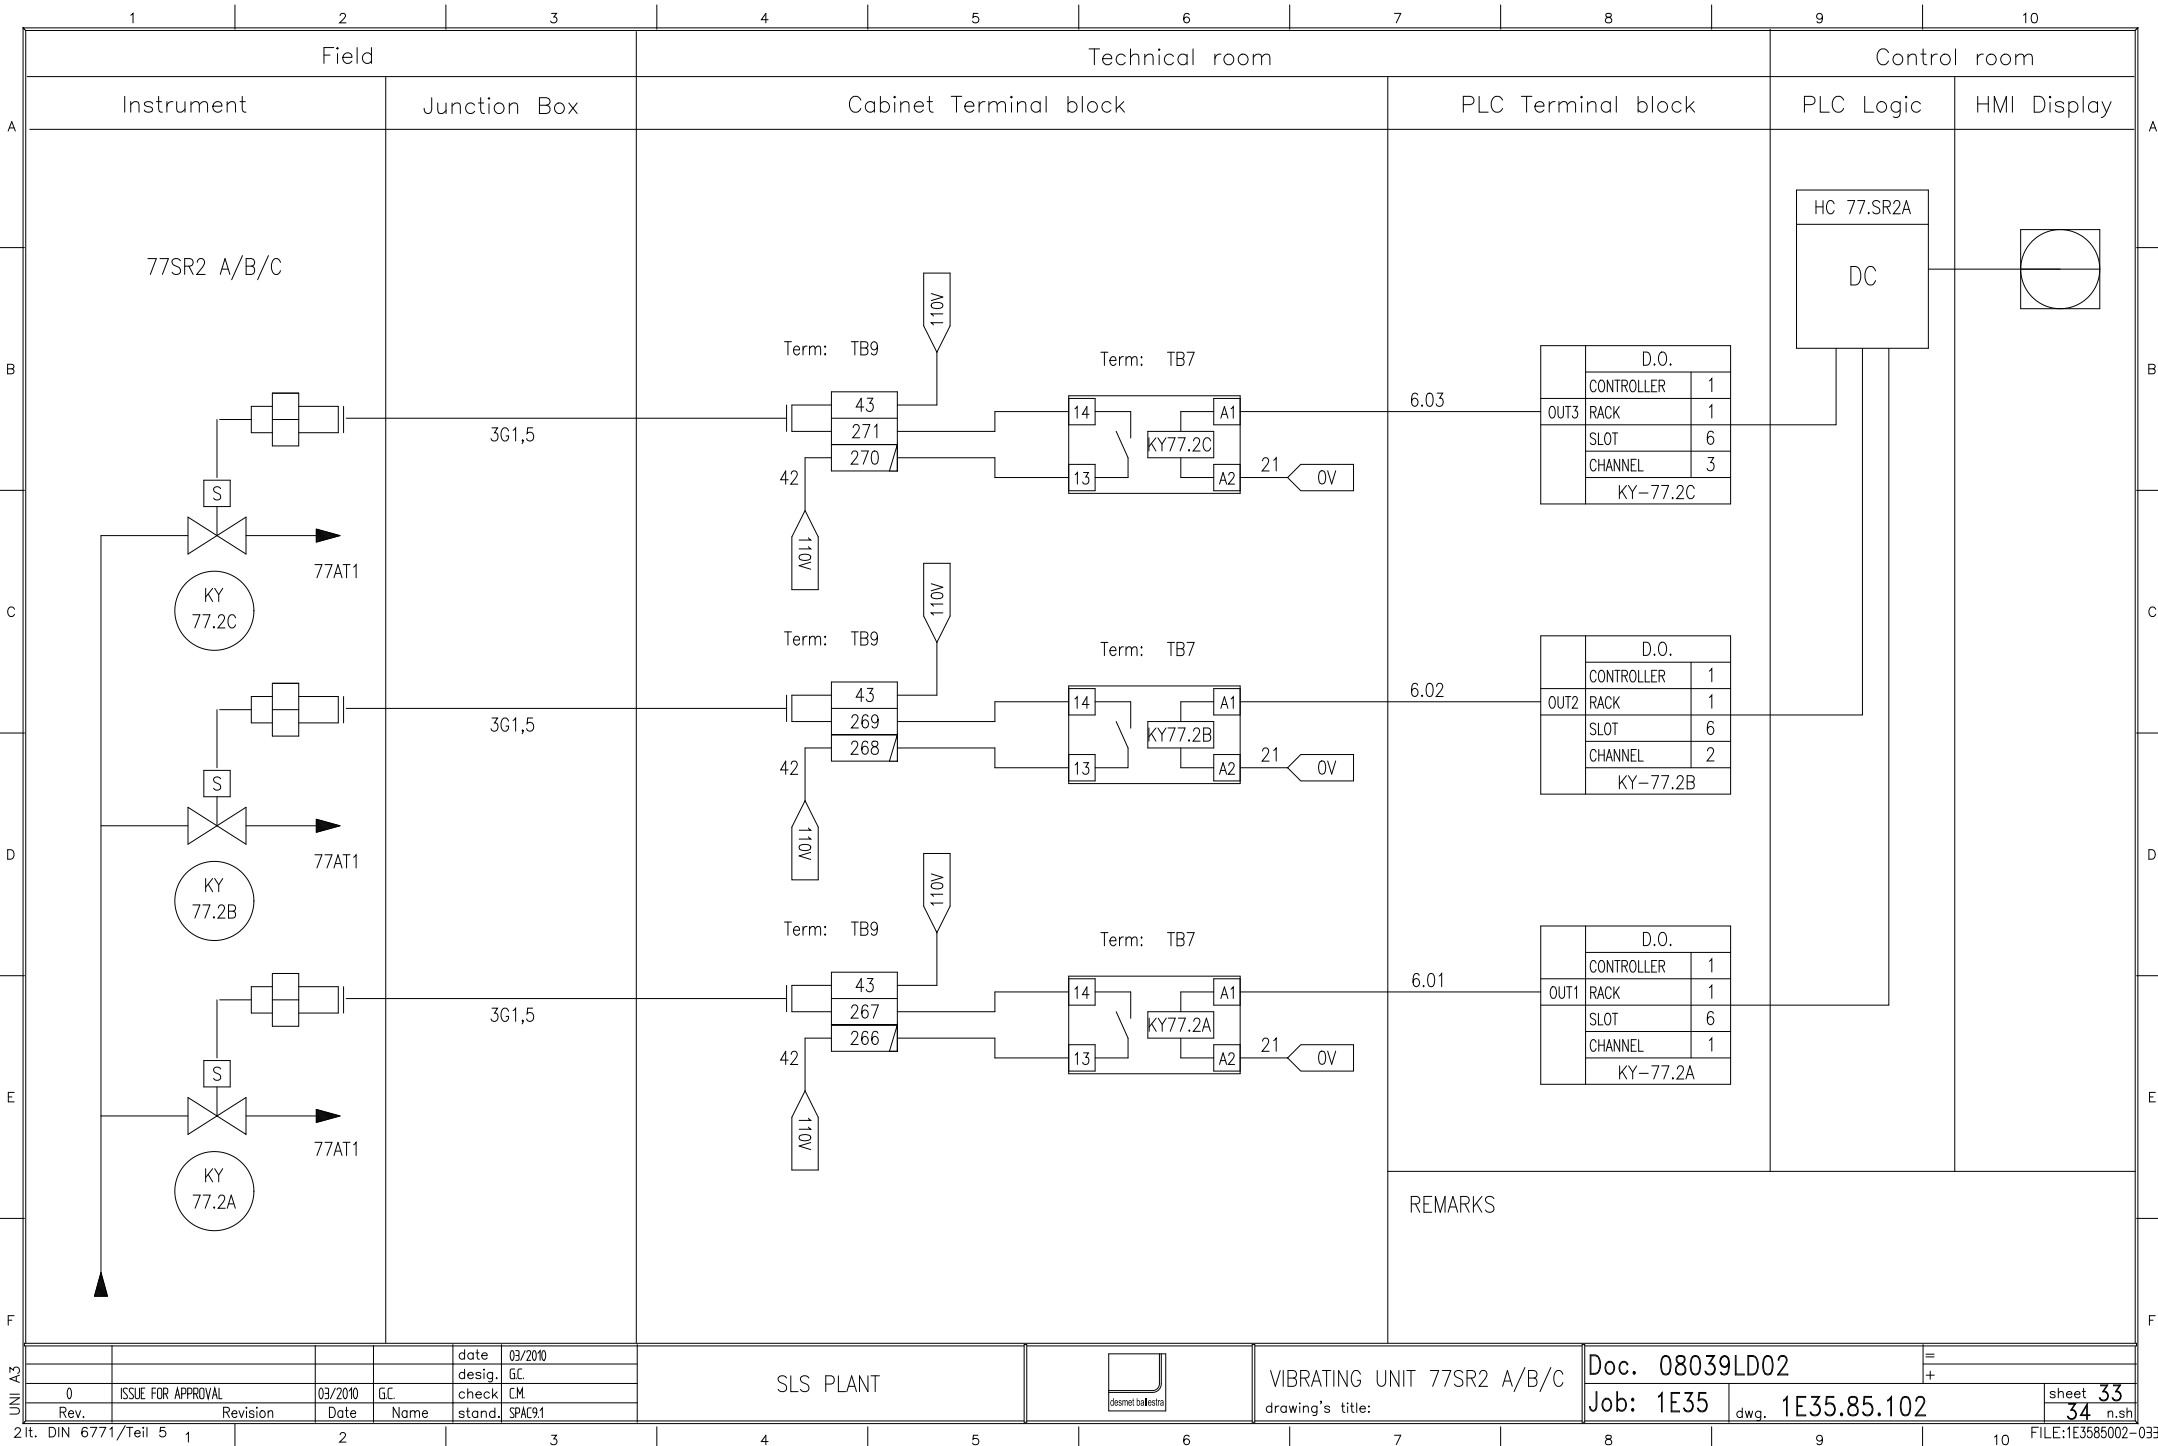 1 2 3 4 5 6 7 8 9 10
Field Technical room Control room
Instrument Junction Box Cabinet Terminal block PLC Terminal block PLC Logic HMI Display
A A
HC 77.SR2A
77SR2 A/B/C
DC
110V
Term: TB9
Term: TB7
D.O.
B B
CONTROLLER 1
43
6.03
14 A1
OUT3 RACK 1
3G1,5
271
KY77.2C
SLOT 6
270
CHANNEL 3
42
13 A2
21
0V
S
KY-77.2C
110V
77AT1
KY
77.2C
C C
110V
Term: TB9
Term: TB7
D.O.
CONTROLLER 1
43
6.02
14 A1
OUT2 RACK 1
3G1,5
269
KY77.2B
SLOT 6
268
CHANNEL 2
42
13 A2
21
0V
S
KY-77.2B
110V
77AT1
D D
KY
77.2B
110V
Term: TB9
Term: TB7
D.O.
CONTROLLER 1
43
6.01
14 A1
OUT1 RACK 1
3G1,5
267
KY77.2A
SLOT 6
266
CHANNEL 1
42
13 A2
21
0V
S
KY-77.2A
E E
110V
77AT1
KY
77.2A
REMARKS
F F
date 03/2010
desig. G.C.
0 ISSUE FOR APPROVAL 03/2010 G.C. check C.M.
Rev. Revision Date Name stand. SPAC9.1
SLS PLANT
desmet ballestra
VIBRATING UNIT 77SR2 A/B/C
drawing's title:
Doc. 08039LD02
=
+
Job: 1E35 dwg. 1E35.85.102
sheet 33
34 n.sh
UNI A3
2lt. DIN 6771/Teil 5
1 2 3 4 5 6 7 8 9 10
FILE:1E3585002-033